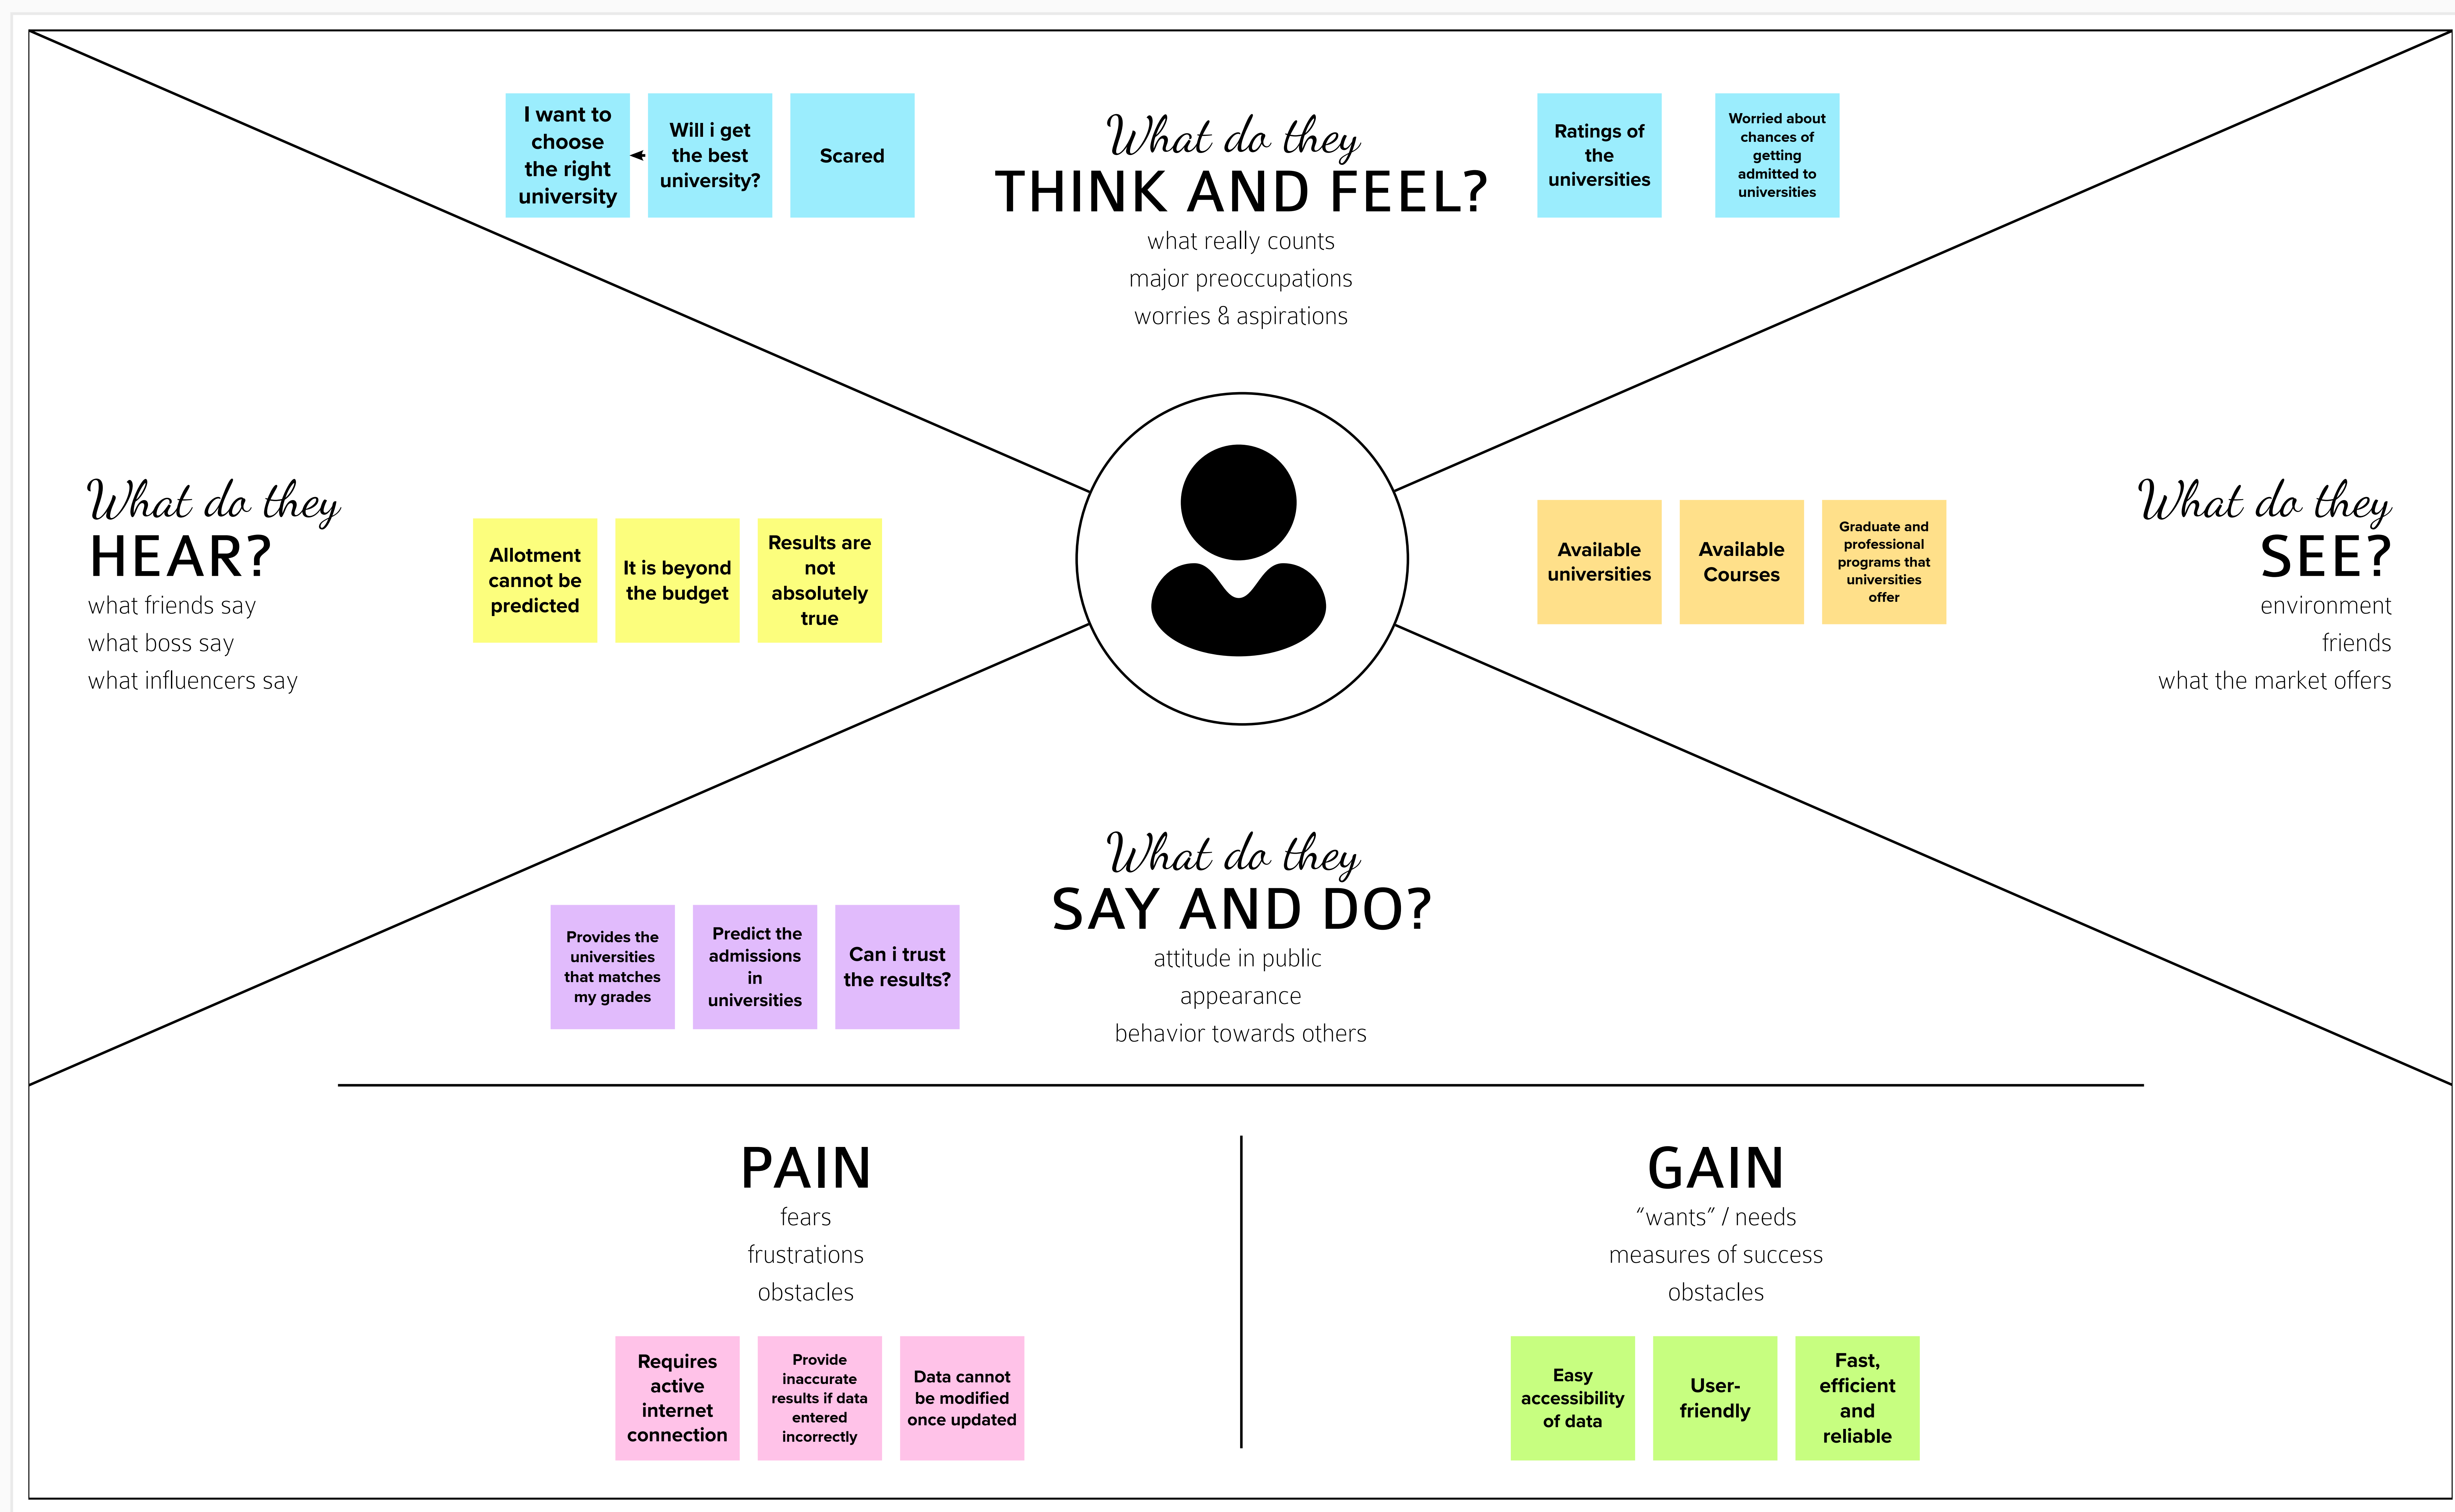 I want to
choose
the right
university
Will i get
the best
university?
Scared
What do they
THINK AND FEEL?
what really counts
major preoccupations
worries & aspirations
Ratings of
the
universities
Worried about
chances of
getting
admitted to
universities
What do they
HEAR?
what friends say
what boss say
what influencers say
Allotment
cannot be
predicted
It is beyond
the budget
Results are
not
absolutely
true
Available
universities
Available
Courses
Graduate and
professional
programs that
universities
offer
What do they
SEE?
environment
friends
what the market offers
What do they
SAY AND DO?
attitude in public
appearance
behavior towards others
Provides the
universities
that matches
my grades
Predict the
admissions
in
universities
Can i trust
the results?
PAIN
fears
frustrations
obstacles
Requires
active
internet
connection
Provide
inaccurate
results if data
entered
incorrectly
Data cannot
be modified
once updated
GAIN
“wants” / needs
measures of success
obstacles
Easy
accessibility
of data
User-
friendly
Fast,
efficient
and
reliable